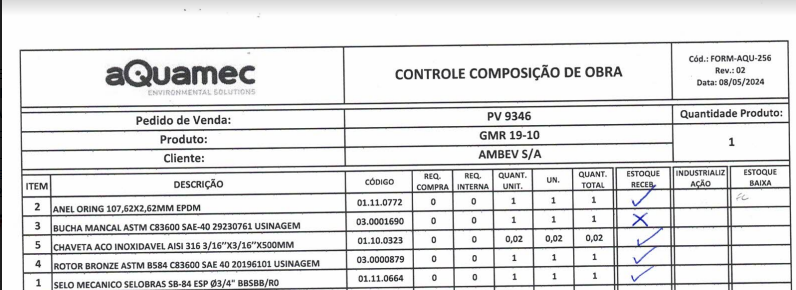 aQuamec
ENVIRONMENTAL SOLUTIONS
CONTROLE COMPOSIÇÃO DE OBRA
Cód.: FORM-AQU-256
Rev.: 02
Data: 08/05/2024
Pedido de Venda: PV 9346 Quantidade Produto:
Produto: GMR 19-10 1
Cliente: AMBEV S/A
ITEM DESCRIÇÃO CÓDIGO REQ. COMPRA REQ. INTERNA QUANT. UNIT. UN. QUANT. TOTAL ESTOQUE RECEB. INDUSTRIALIZAÇÃO ESTOQUE BAIXA
2 ANEL ORING 107,62X2,62MM EPDM 01.11.0772 0 0 1 1 1 ✓
3 BUCHA MANCAL ASTM C83600 SAE-40 29230761 USINAGEM 03.0001690 0 0 1 1 1 X
5 CHAVETA ACO INOXIDAVEL AISI 316 3/16"X3/16"X500MM 01.10.0323 0 0 0,02 0,02 0,02 ✓
4 ROTOR BRONZE ASTM B584 C83600 SAE 40 20196101 USINAGEM 03.0000879 0 0 1 1 1 ✓
1 SELO MECANICO SELOBRAS SB-84 ESP Ø3/4" BBSBB/R0 01.11.0664 0 0 1 1 1 ✓